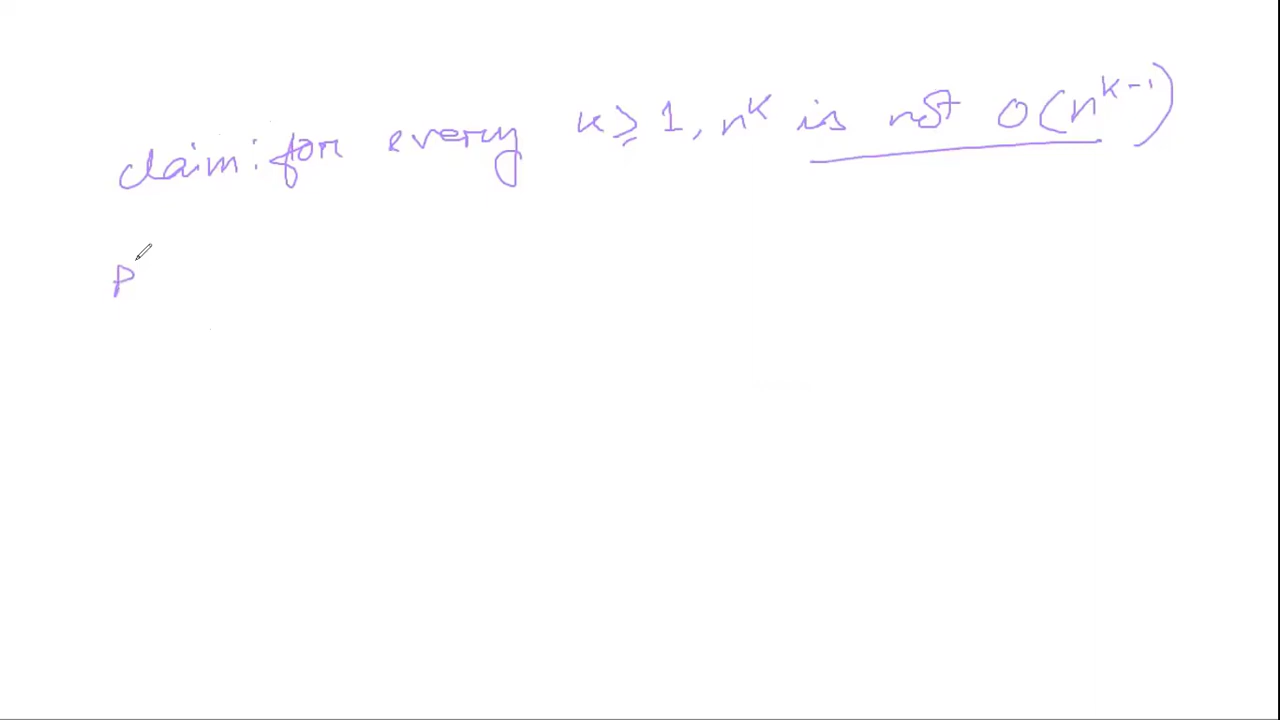 claim: for every k ≥ 1, n^k is not O(n^{k-1})
P